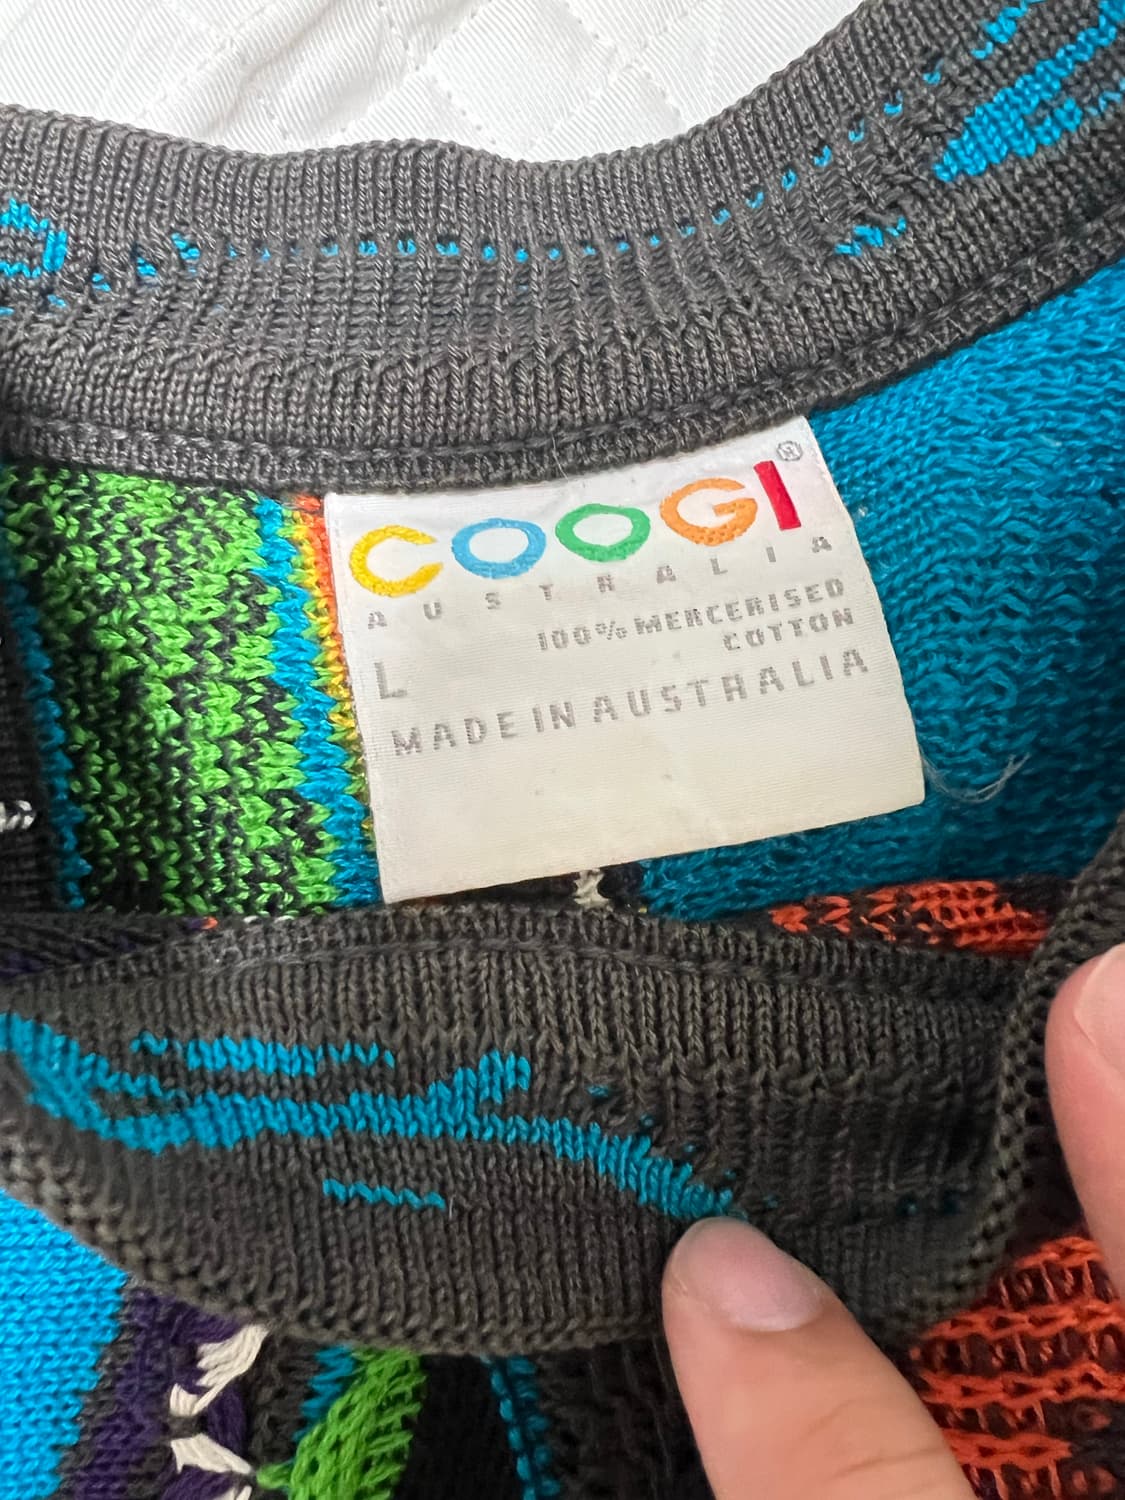 COOGI®
AUSTRALIA
100% MERCERISED
COTTON
L
MADE IN AUSTRALIA